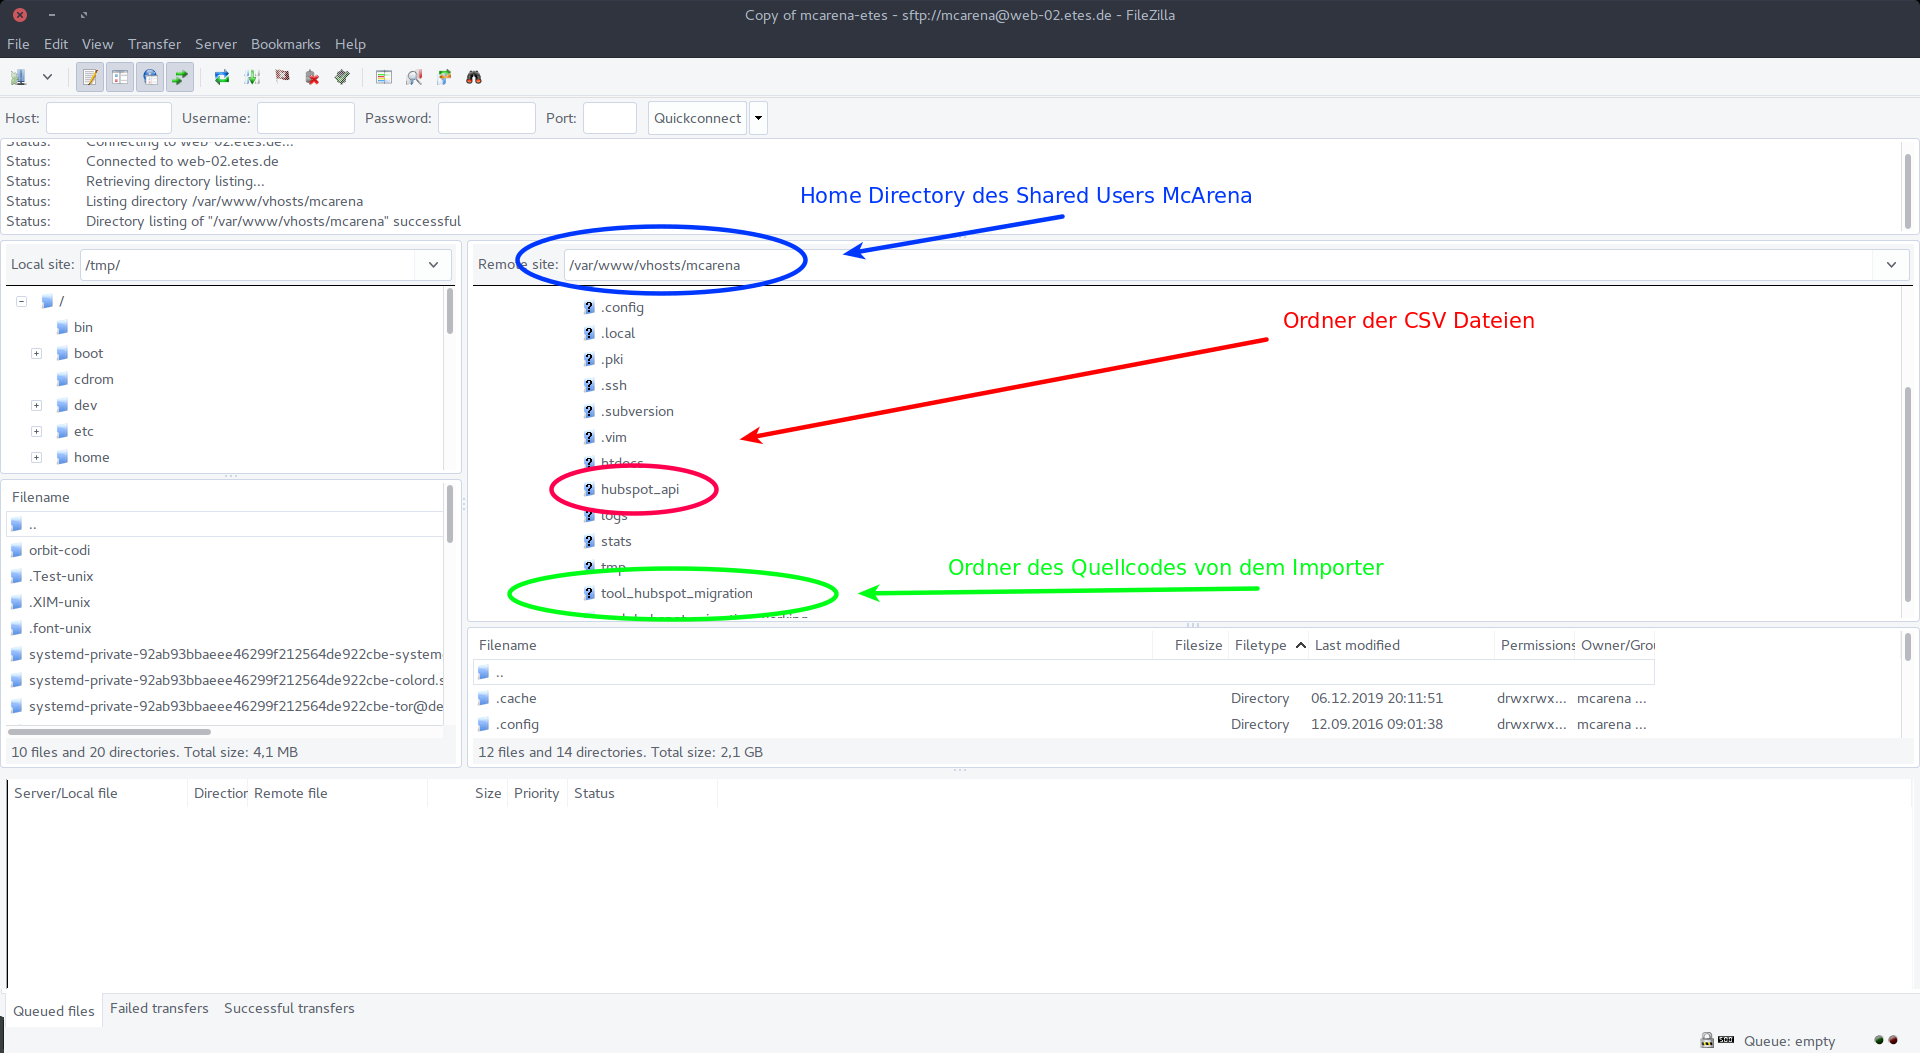 Copy of mcarena-etes - sftp://mcarena@web-02.etes.de - FileZilla
File Edit View Transfer Server Bookmarks Help
Host: Username: Password: Port: Quickconnect
Status: Connecting to web-02.etes.de...
Status: Connected to web-02.etes.de
Status: Retrieving directory listing...
Status: Listing directory /var/www/vhosts/mcarena
Status: Directory listing of "/var/www/vhosts/mcarena" successful
Home Directory des Shared Users McArena
Local site: /tmp/
/
bin
boot
cdrom
dev
etc
home
Remote site: /var/www/vhosts/mcarena
.config
.local
.pki
.ssh
.subversion
.vim
htdocs
hubspot_api
logs
stats
tmp
tool_hubspot_migration
Ordner der CSV Dateien
Ordner des Quellcodes von dem Importer
Filename
..
orbit-codi
.Test-unix
.XIM-unix
.font-unix
systemd-private-92ab93bbaeee46299f212564de922cbe-system
systemd-private-92ab93bbaeee46299f212564de922cbe-colord.s
systemd-private-92ab93bbaeee46299f212564de922cbe-tor@de
10 files and 20 directories. Total size: 4,1 MB
Filename Filesize Filetype Last modified Permissions Owner/Grou
..
.cache Directory 06.12.2019 20:11:51 drwxrwx... mcarena ...
.config Directory 12.09.2016 09:01:38 drwxrwx... mcarena ...
12 files and 14 directories. Total size: 2,1 GB
Server/Local file Direction Remote file Size Priority Status
Queued files Failed transfers Successful transfers
Queue: empty